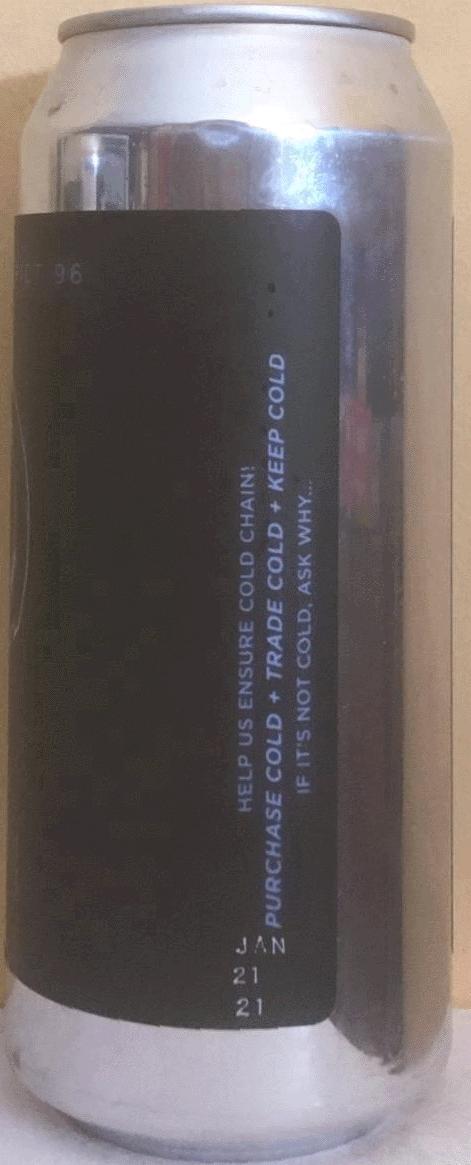 96
HELP US ENSURE COLD CHAIN!
PURCHASE COLD + TRADE COLD + KEEP COLD
IF IT'S NOT COLD, ASK WHY...
JAN
21
21